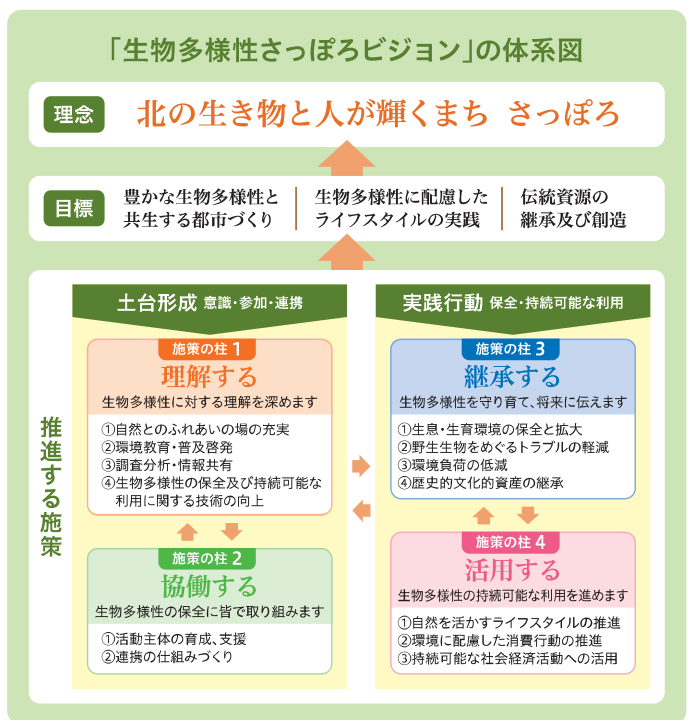 「生物多様性さっぽろビジョン」の体系図
理念
北の生き物と人が輝くまち さっぽろ
目標
豊かな生物多様性と
共生する都市づくり
生物多様性に配慮した
ライフスタイルの実践
伝統資源の
継承及び創造
推進する施策
土台形成 意識・参加・連携
施策の柱 1
理解する
生物多様性に対する理解を深めます
①自然とのふれあいの場の充実
②環境教育・普及啓発
③調査分析・情報共有
④生物多様性の保全及び持続可能な
利用に関する技術の向上
施策の柱 2
協働する
生物多様性の保全に皆で取り組みます
①活動主体の育成、支援
②連携の仕組みづくり
実践行動 保全・持続可能な利用
施策の柱 3
継承する
生物多様性を守り育て、将来に伝えます
①生息・生育環境の保全と拡大
②野生生物をめぐるトラブルの軽減
③環境負荷の低減
④歴史的文化的資産の継承
施策の柱 4
活用する
生物多様性の持続可能な利用を進めます
①自然を活かすライフスタイルの推進
②環境に配慮した消費行動の推進
③持続可能な社会経済活動への活用